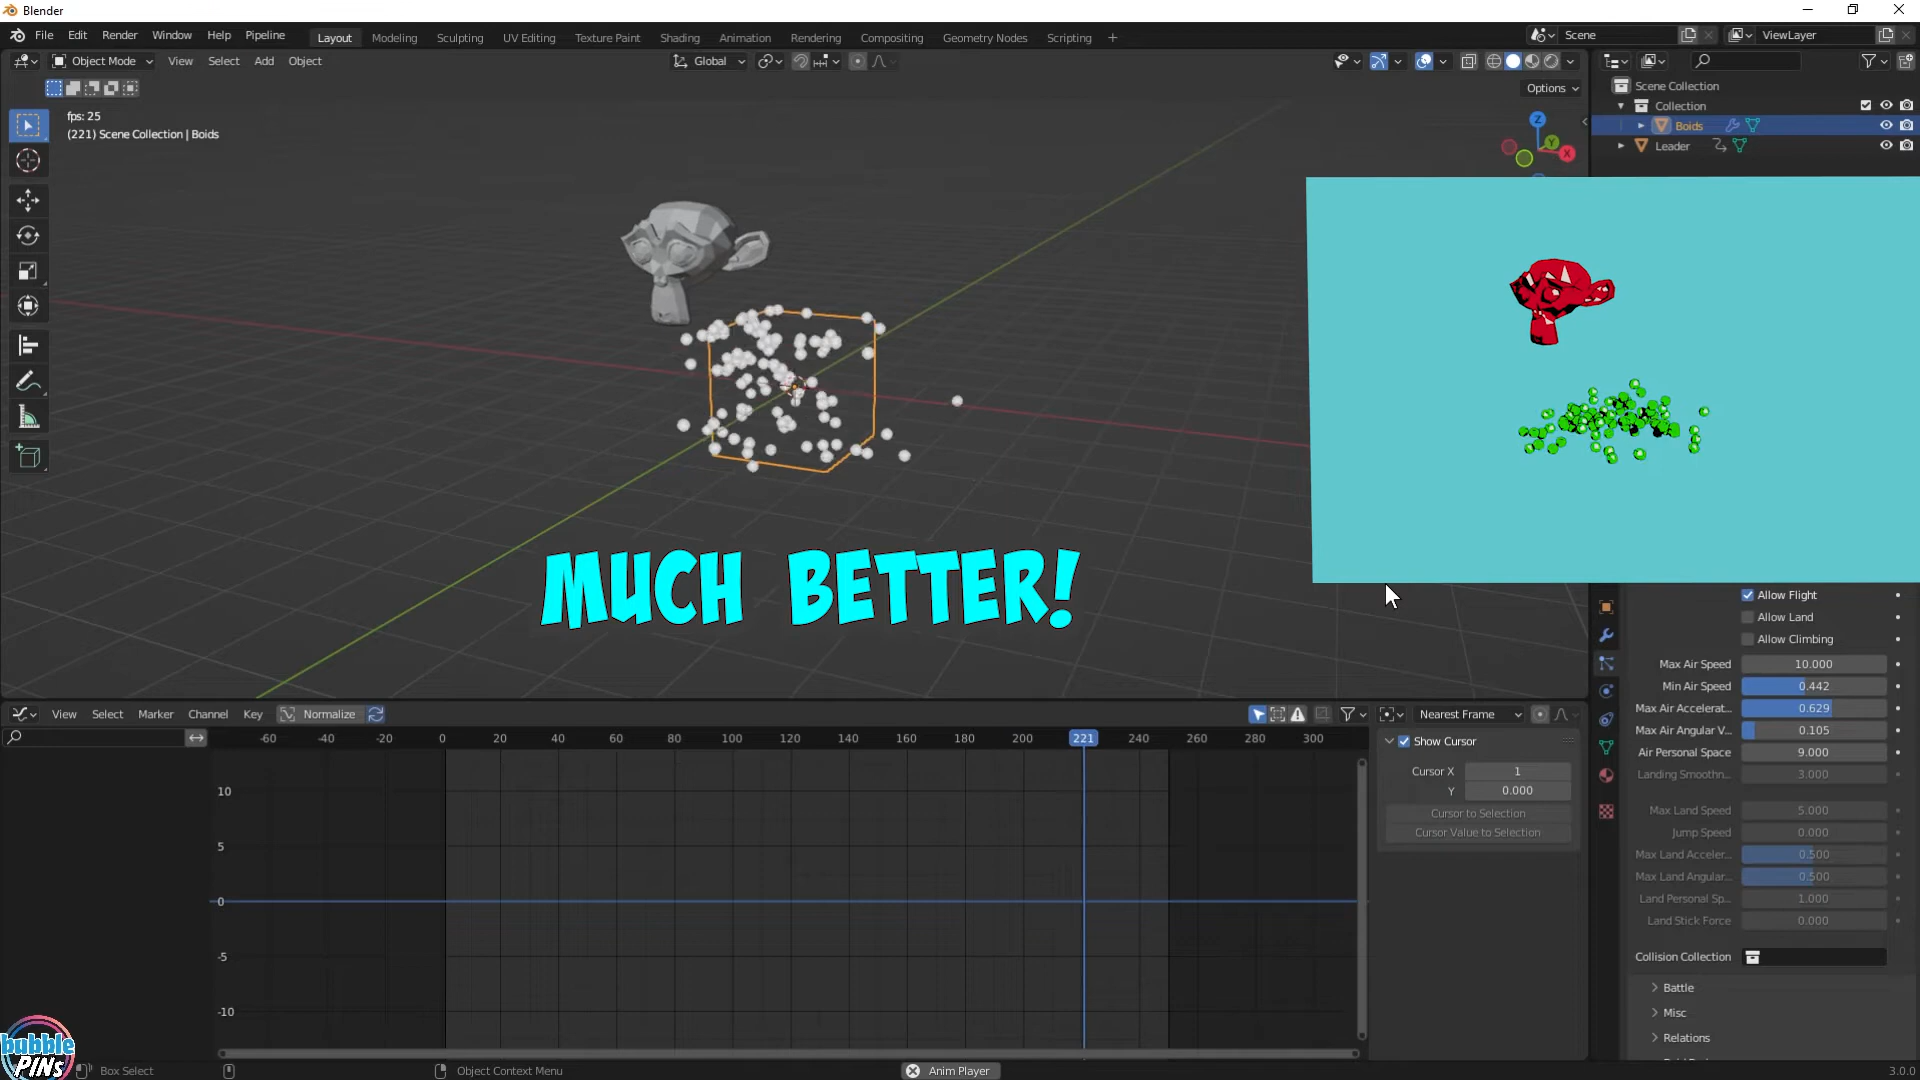 Blender
File Edit Render Window Help Pipeline
Layout Modeling Sculpting UV Editing Texture Paint Shading Animation Rendering Compositing Geometry Nodes Scripting +
Scene
ViewLayer
Object Mode View Select Add Object
Global
Options
fps: 25
(221) Scene Collection | Boids
Z
Y
X
Scene Collection
Collection
Boids
Leader
MUCH BETTER!
Allow Flight
Allow Land
Allow Climbing
Max Air Speed 10.000
Min Air Speed 0.442
Max Air Accelerat... 0.629
Max Air Angular V... 0.105
Air Personal Space 9.000
Landing Smoothn... 3.000
Max Land Speed 5.000
Jump Speed 0.000
Max Land Acceler... 0.500
Max Land Angular... 0.500
Land Personal Sp... 1.000
Land Stick Force 0.000
Collision Collection
Battle
Misc
Relations
View Select Marker Channel Key Normalize
Nearest Frame
-60 -40 -20 0 20 40 60 80 100 120 140 160 180 200 221 240 260 280 300
10
5
0
-5
-10
Show Cursor
Cursor X 1
Y 0.000
Cursor to Selection
Cursor Value to Selection
bubble
PINs
Box Select
Object Context Menu
Anim Player
3.0.0